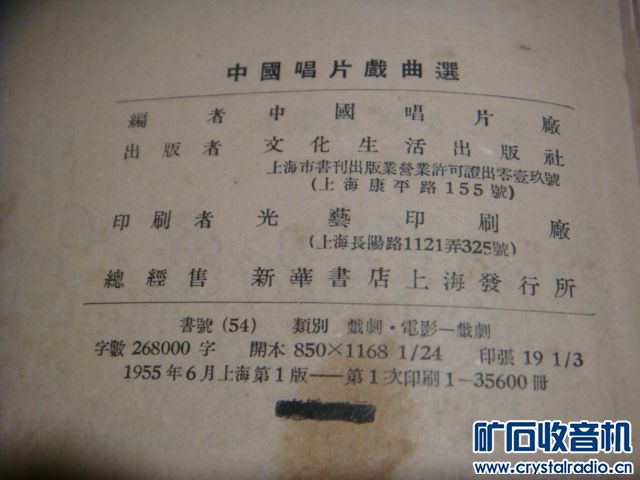 中國唱片戲曲選
編者 中國唱片廠
出版者 文化生活出版社
上海市書刊出版業營業許可證出零壹玖號
(上海康平路155號)
印刷者 光藝印刷廠
(上海長陽路1121弄325號)
總經售 新華書店上海發行所
書號(54) 類別 戲劇·電影—戲劇
字數 268000 字 開本 850×1168 1/24 印張 19 1/3
1955年6月上海第1版——第1次印刷1—35600冊
矿石收音机
www.crystalradio.cn